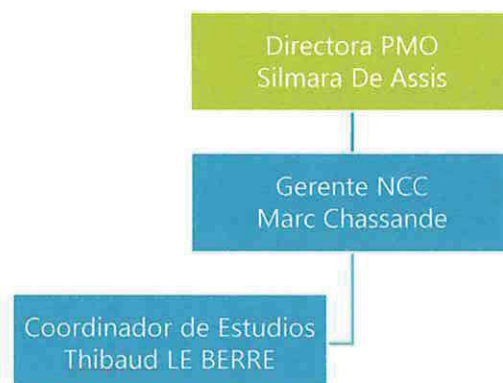 Directora PMO
Silmara De Assis
Gerente NCC
Marc Chassande
Coordinador de Estudios
Thibaud LE BERRE